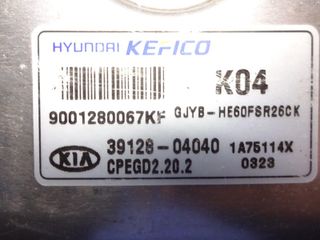 HYUNDAI KEFICO
K04
9001280067KF GJYB-HE60FSR26CK
KIA 39128-04040 1A75114X
CPEGD2.20.2 0323